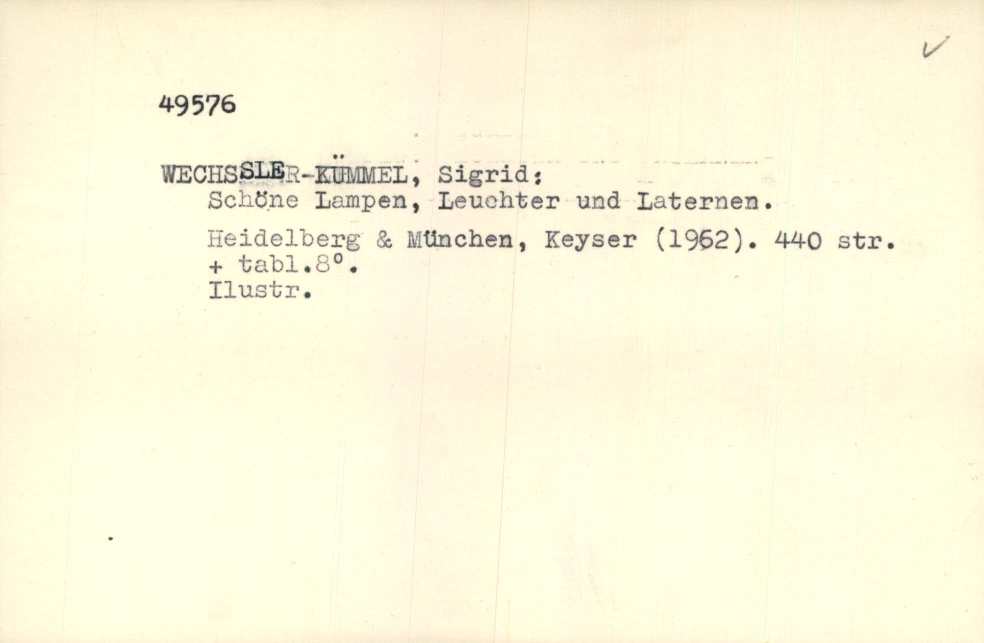 49576
WECHSSLER-KÜMMEL, Sigrid:
Schöne Lampen, Leuchter und Laternen.
Heidelberg & München, Keyser (1962). 440 str.
+ tabl.8°.
Ilustr.